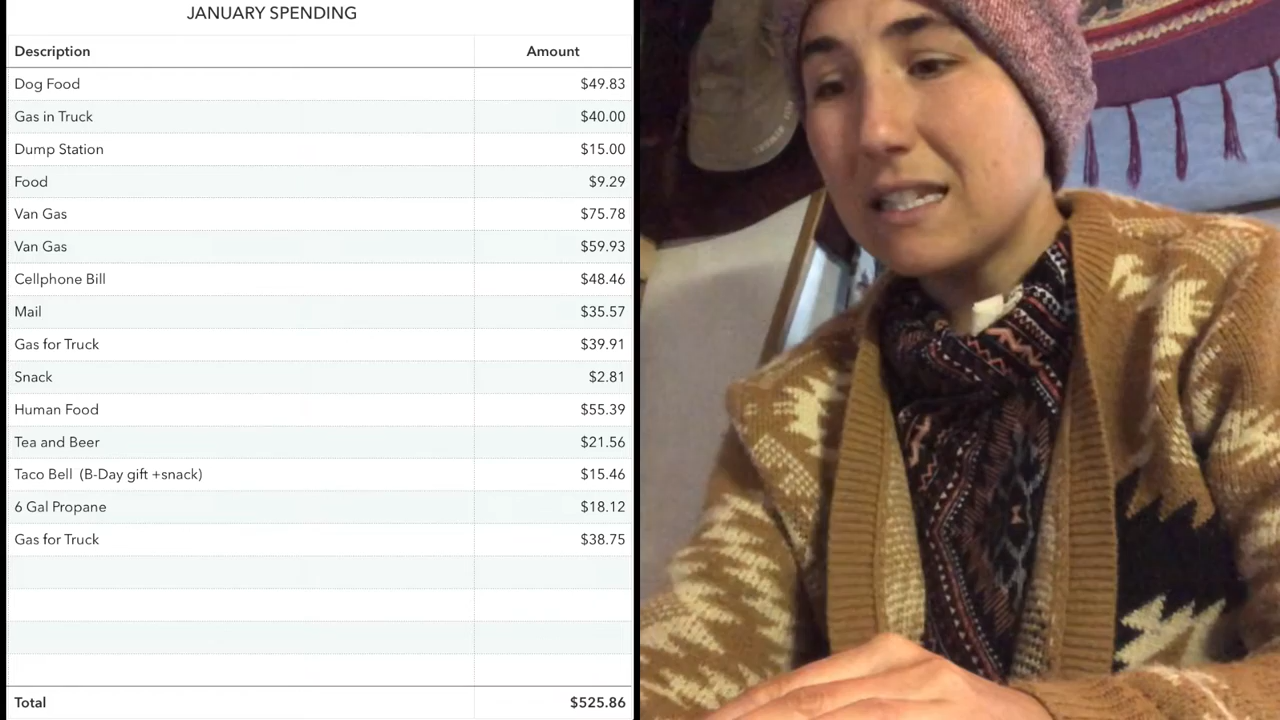 JANUARY SPENDING
Description Amount
Dog Food $49.83
Gas in Truck $40.00
Dump Station $15.00
Food $9.29
Van Gas $75.78
Van Gas $59.93
Cellphone Bill $48.46
Mail $35.57
Gas for Truck $39.91
Snack $2.81
Human Food $55.39
Tea and Beer $21.56
Taco Bell (B-Day gift +snack) $15.46
6 Gal Propane $18.12
Gas for Truck $38.75
Total $525.86